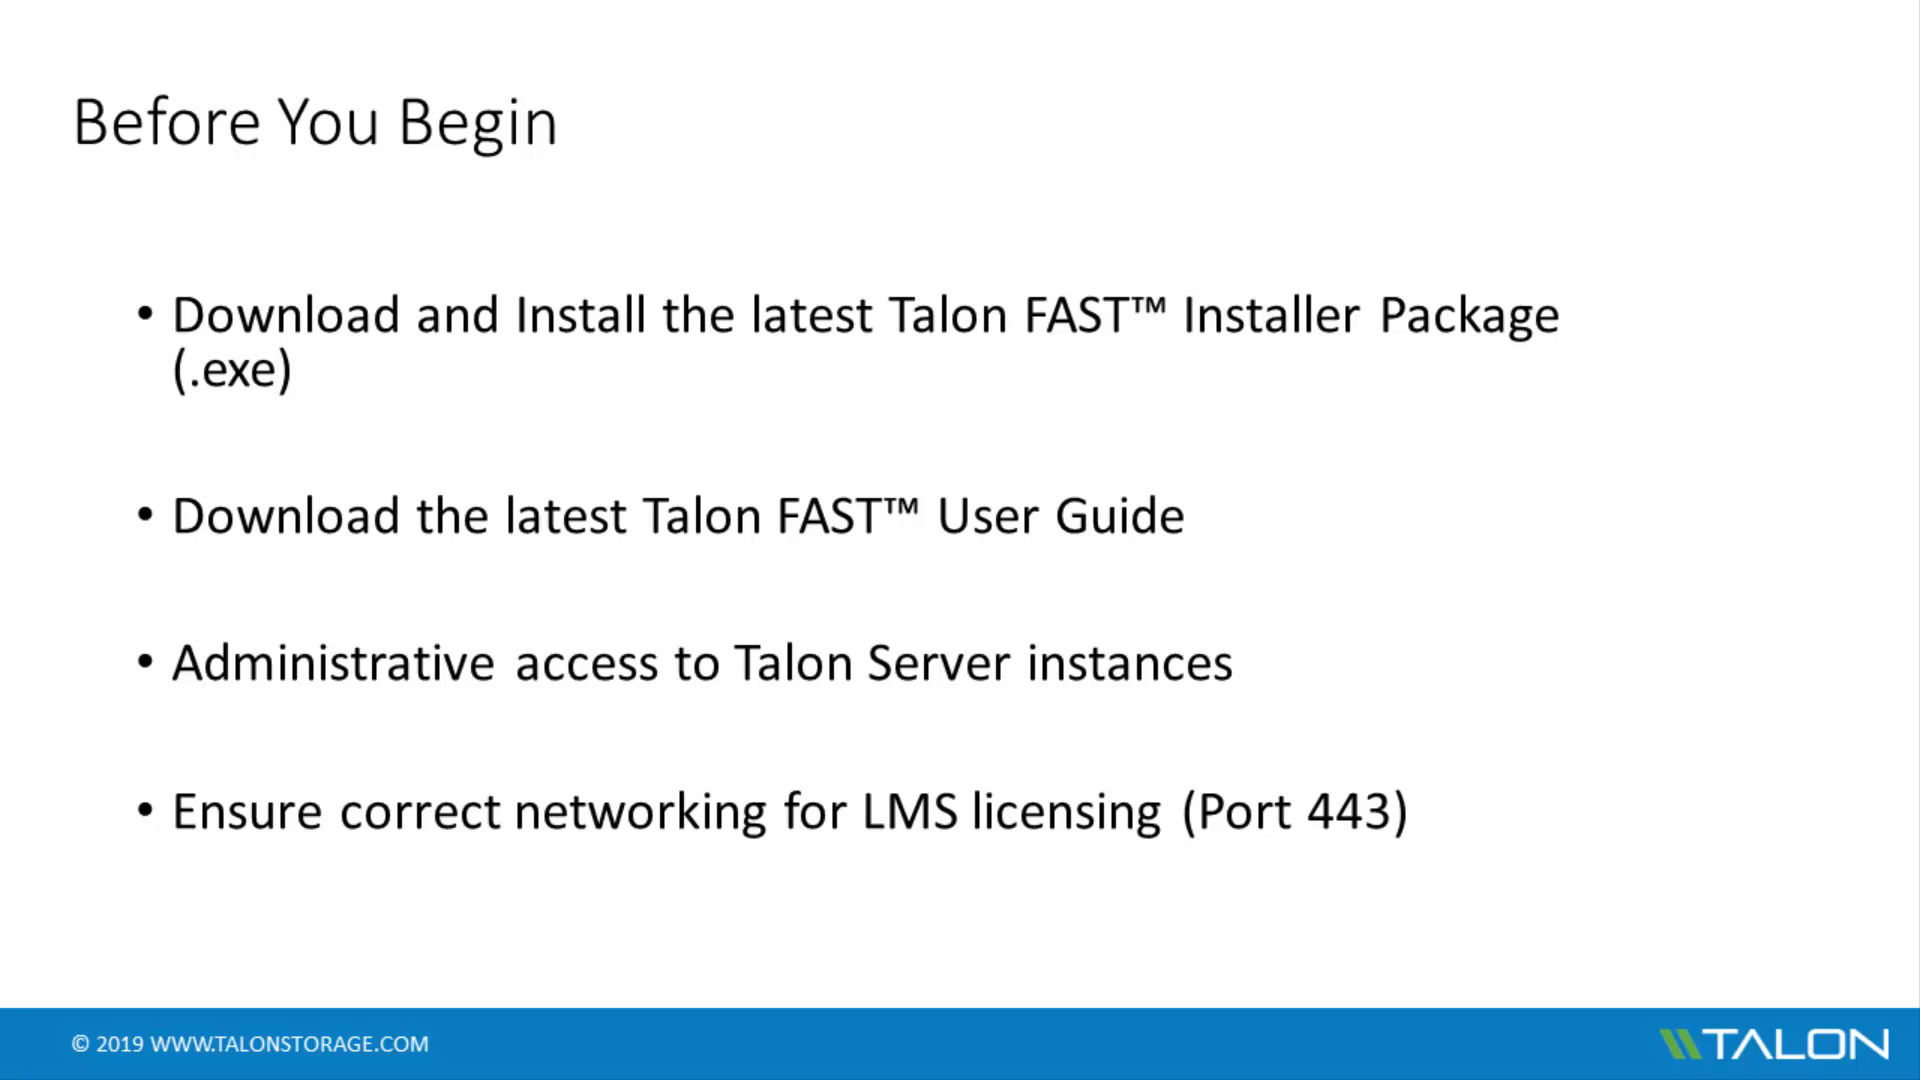 Before You Begin
• Download and Install the latest Talon FAST™ Installer Package
(.exe)
• Download the latest Talon FAST™ User Guide
• Administrative access to Talon Server instances
• Ensure correct networking for LMS licensing (Port 443)
© 2019 WWW.TALONSTORAGE.COM
TALON